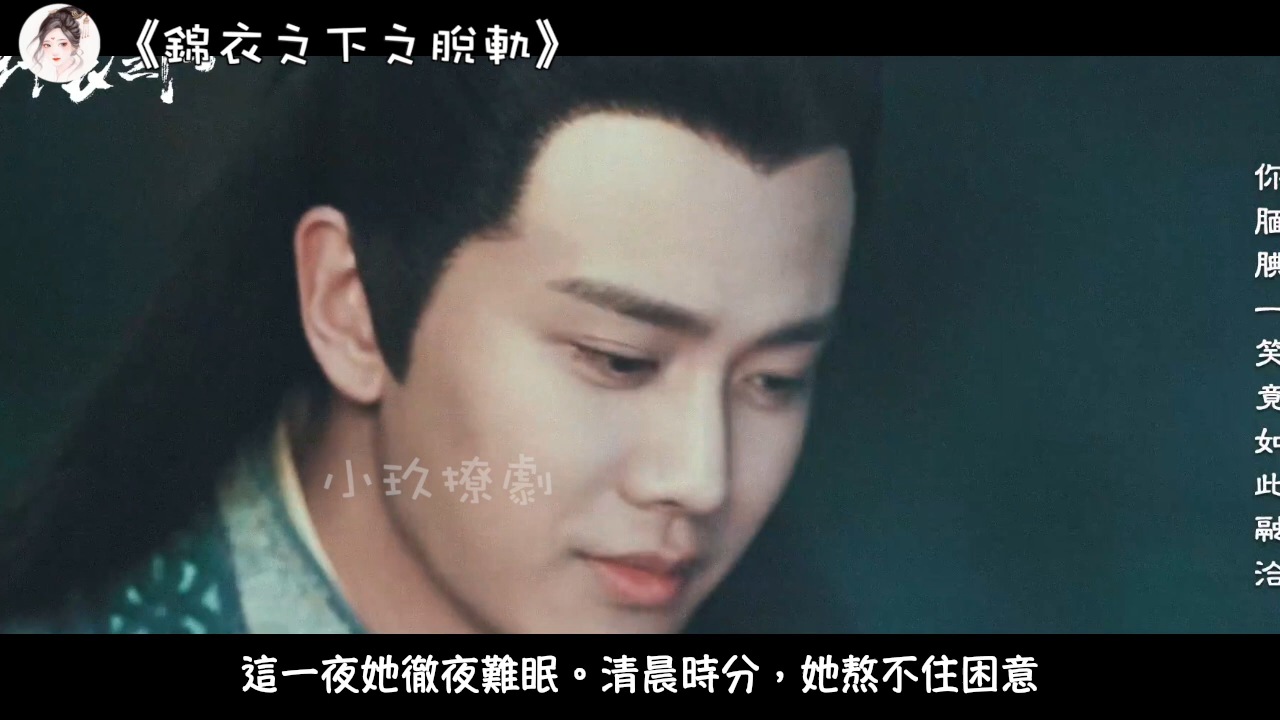 《錦衣之下之脫軌》
你腼腆一笑竟如此融洽
小玖撩劇
這一夜她徹夜難眠。清晨時分，她熬不住困意